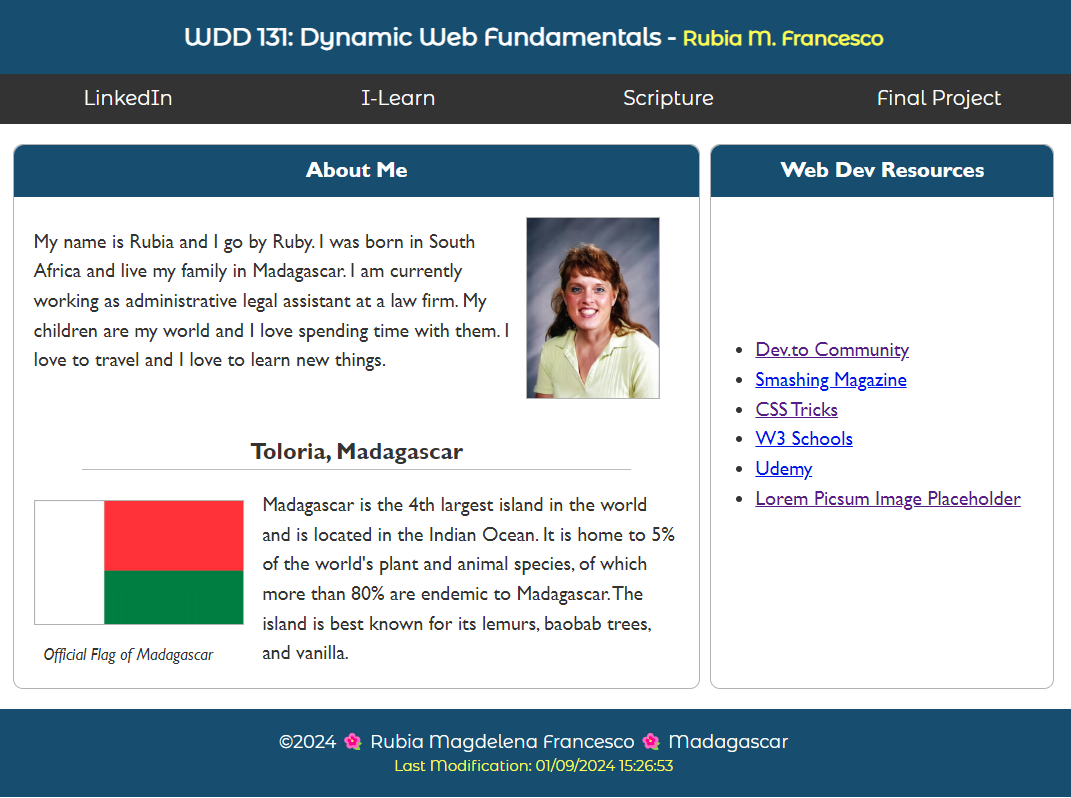 WDD 131: Dynamic Web Fundamentals - Rubia M. Francesco
LinkedIn
I-Learn
Scripture
Final Project
About Me
My name is Rubia and I go by Ruby. I was born in South
Africa and live my family in Madagascar. I am currently
working as administrative legal assistant at a law firm. My
children are my world and I love spending time with them. I
love to travel and I love to learn new things.
Toloria, Madagascar
Official Flag of Madagascar
Madagascar is the 4th largest island in the world
and is located in the Indian Ocean. It is home to 5%
of the world's plant and animal species, of which
more than 80% are endemic to Madagascar. The
island is best known for its lemurs, baobab trees,
and vanilla.
Web Dev Resources
Dev.to Community
Smashing Magazine
CSS Tricks
W3 Schools
Udemy
Lorem Picsum Image Placeholder
©2024 🌺 Rubia Magdelena Francesco 🌺 Madagascar
Last Modification: 01/09/2024 15:26:53